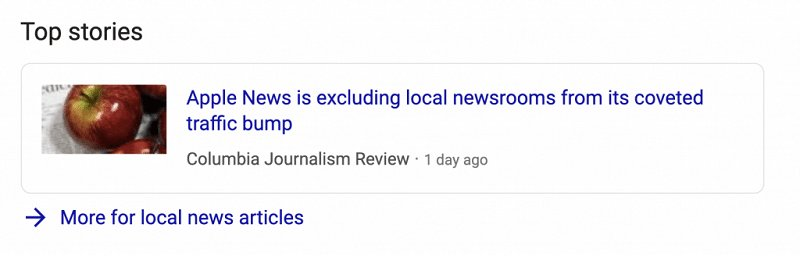 Top stories
Apple News is excluding local newsrooms from its coveted
traffic bump
Columbia Journalism Review · 1 day ago
More for local news articles